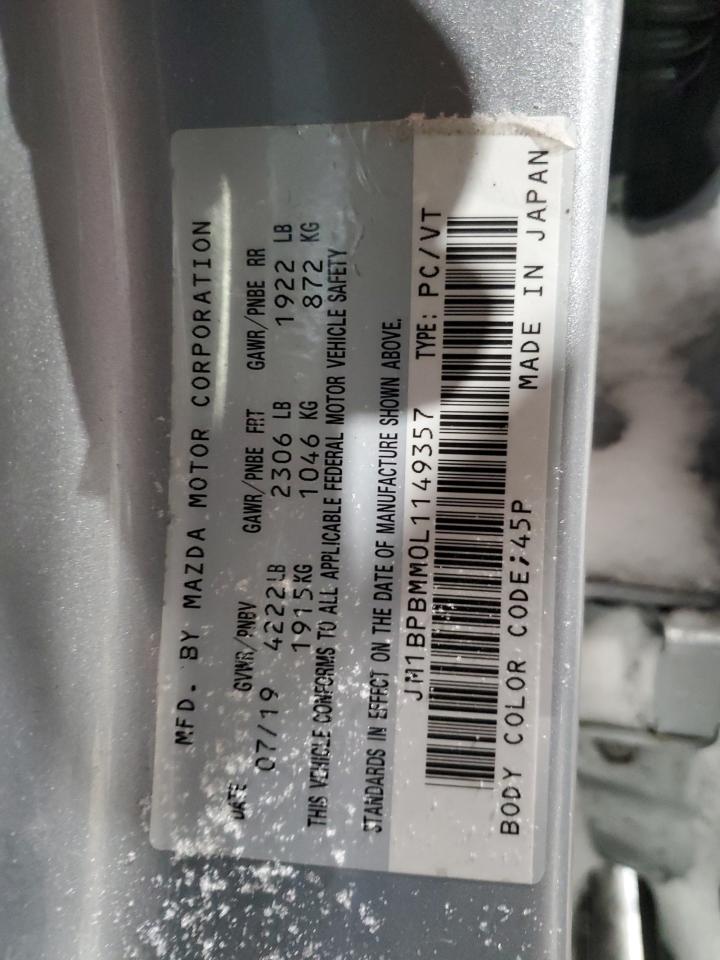 MFD. BY MAZDA MOTOR CORPORATION
DATE GVWR/PNBV GAWR/PNBE FRT GAWR/PNBE RR
07/19 4222LB 2306 LB 1922 LB
1915KG 1046 KG 872 KG
THIS VEHICLE CONFORMS TO ALL APPLICABLE FEDERAL MOTOR VEHICLE SAFETY
STANDARDS IN EFFECT ON THE DATE OF MANUFACTURE SHOWN ABOVE.
JM1BPBMM0L1149357 TYPE: PC/VT
BODY COLOR CODE;45P MADE IN JAPAN